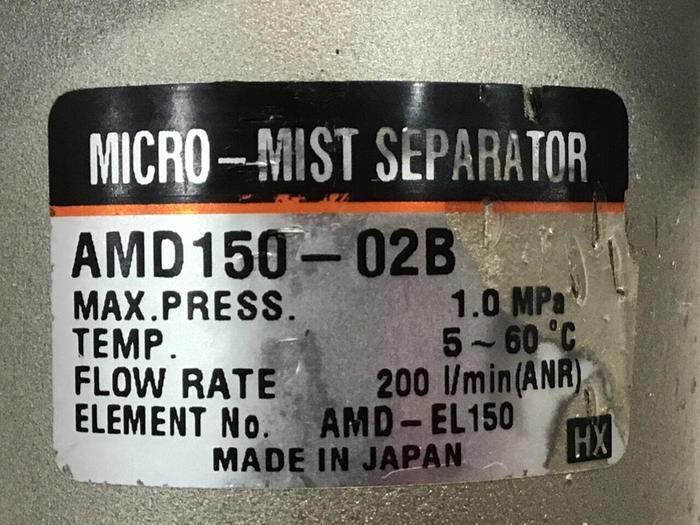 MICRO-MIST SEPARATOR
AMD150-02B
MAX.PRESS. 1.0 MPa
TEMP. 5~60 °C
FLOW RATE 200 l/min(ANR)
ELEMENT No. AMD-EL150
HX
MADE IN JAPAN